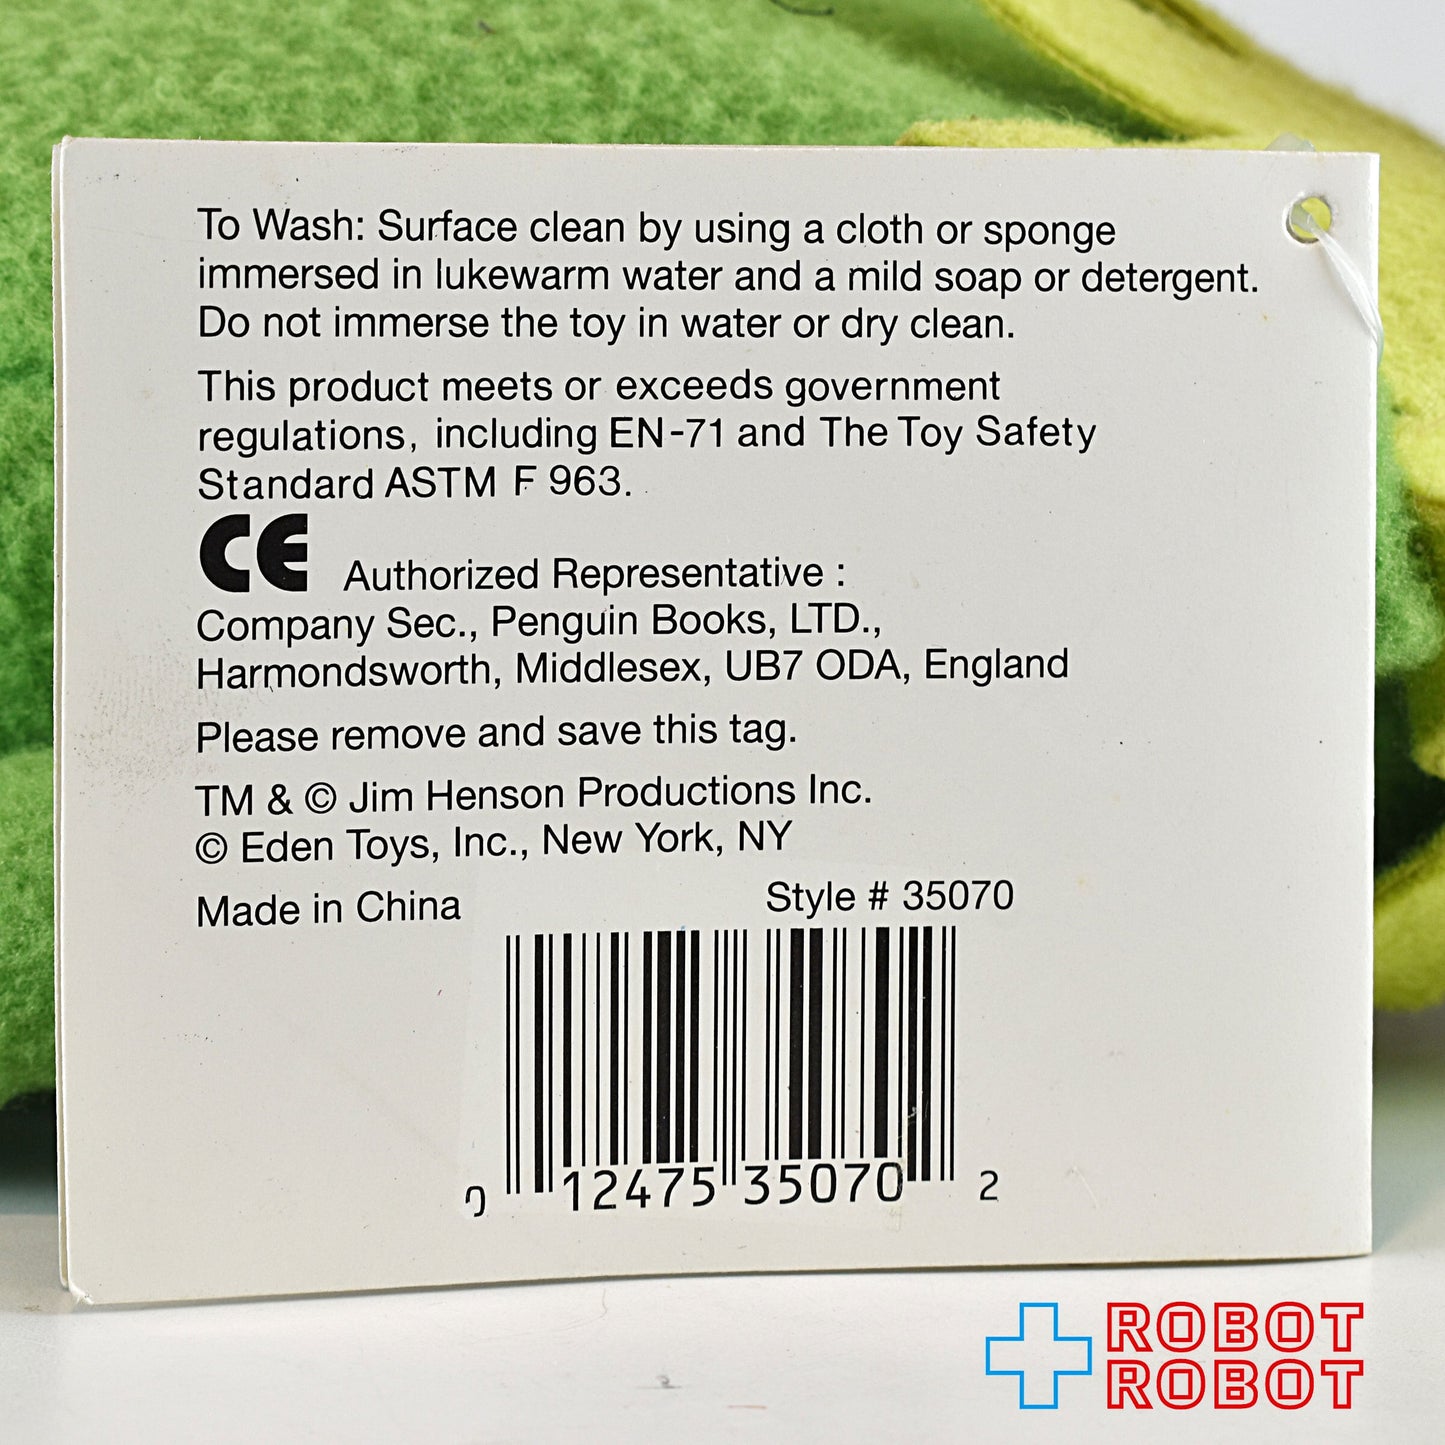 To Wash: Surface clean by using a cloth or sponge
immersed in lukewarm water and a mild soap or detergent.
Do not immerse the toy in water or dry clean.
This product meets or exceeds government
regulations, including EN-71 and The Toy Safety
Standard ASTM F 963.
CE Authorized Representative :
Company Sec., Penguin Books, LTD.,
Harmondsworth, Middlesex, UB7 ODA, England
Please remove and save this tag.
TM & © Jim Henson Productions Inc.
© Eden Toys, Inc., New York, NY
Made in China Style # 35070
0 12475 35070 2
ROBOT
ROBOT